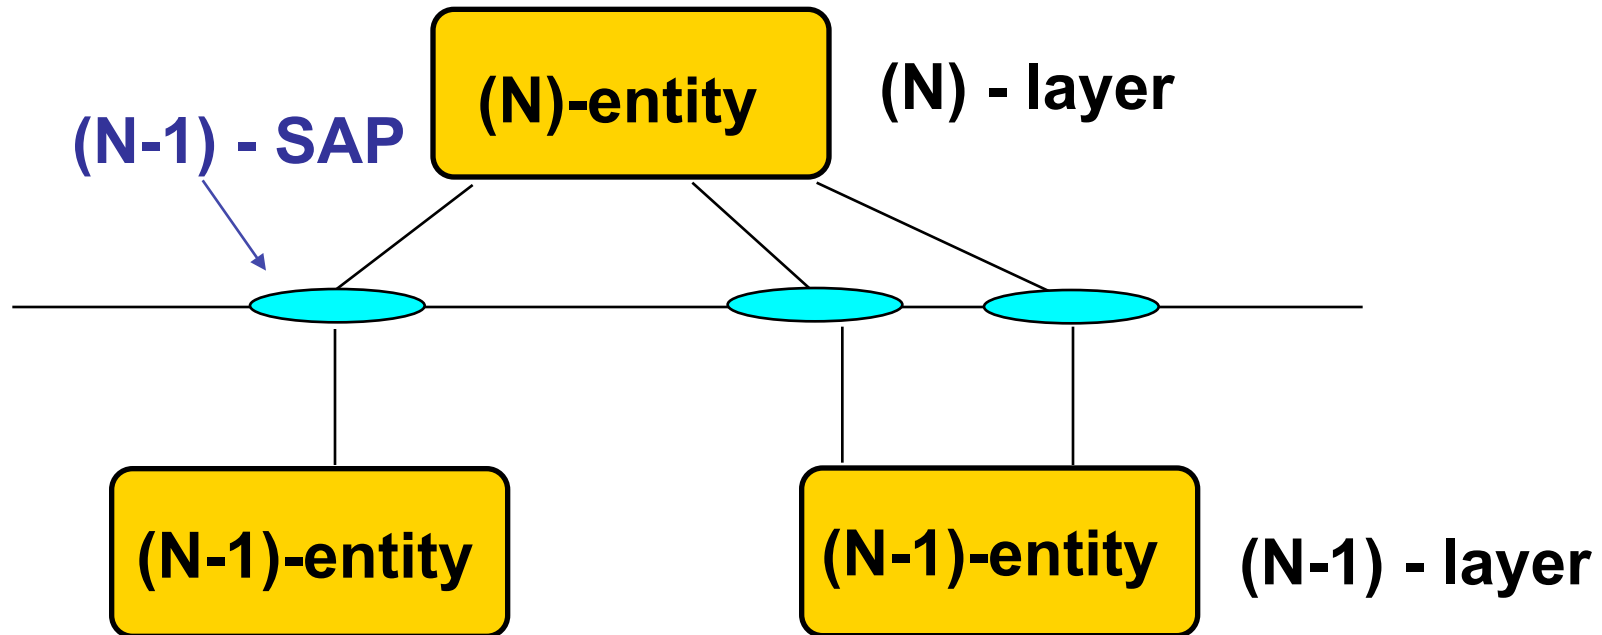 (N)-entity
(N) - layer
(N-1) - SAP
(N-1)-entity
(N-1)-entity
(N-1) - layer